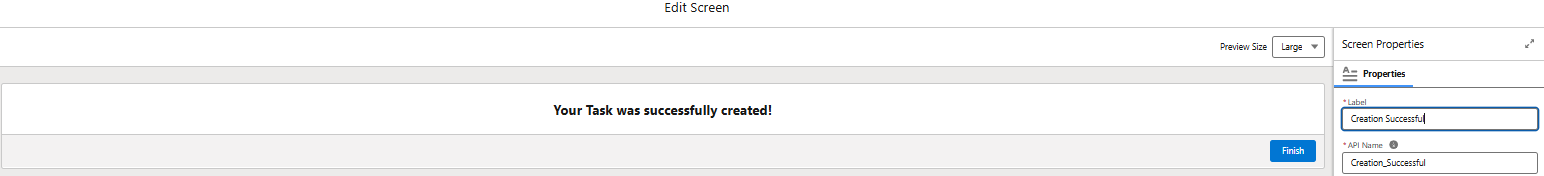 Edit Screen
Preview Size Large
Screen Properties
Properties
* Label
Creation Successful
Your Task was successfully created!
Finish
* API Name
Creation_Successful